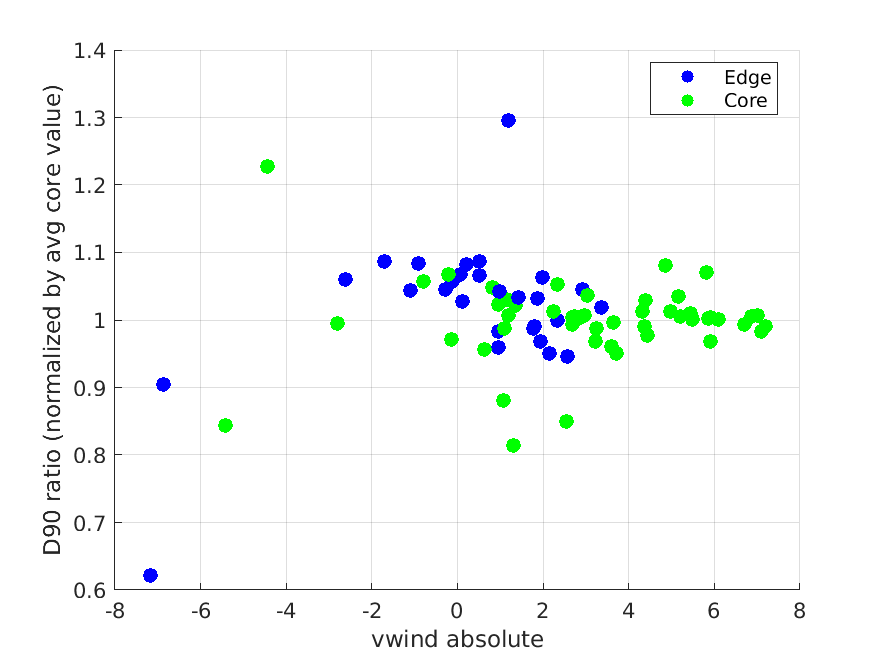 1.4
1.3
1.2
1.1
1
0.9
0.8
0.7
0.6
D90 ratio (normalized by avg core value)
Edge
Core
-8 -6 -4 -2 0 2 4 6 8
vwind absolute